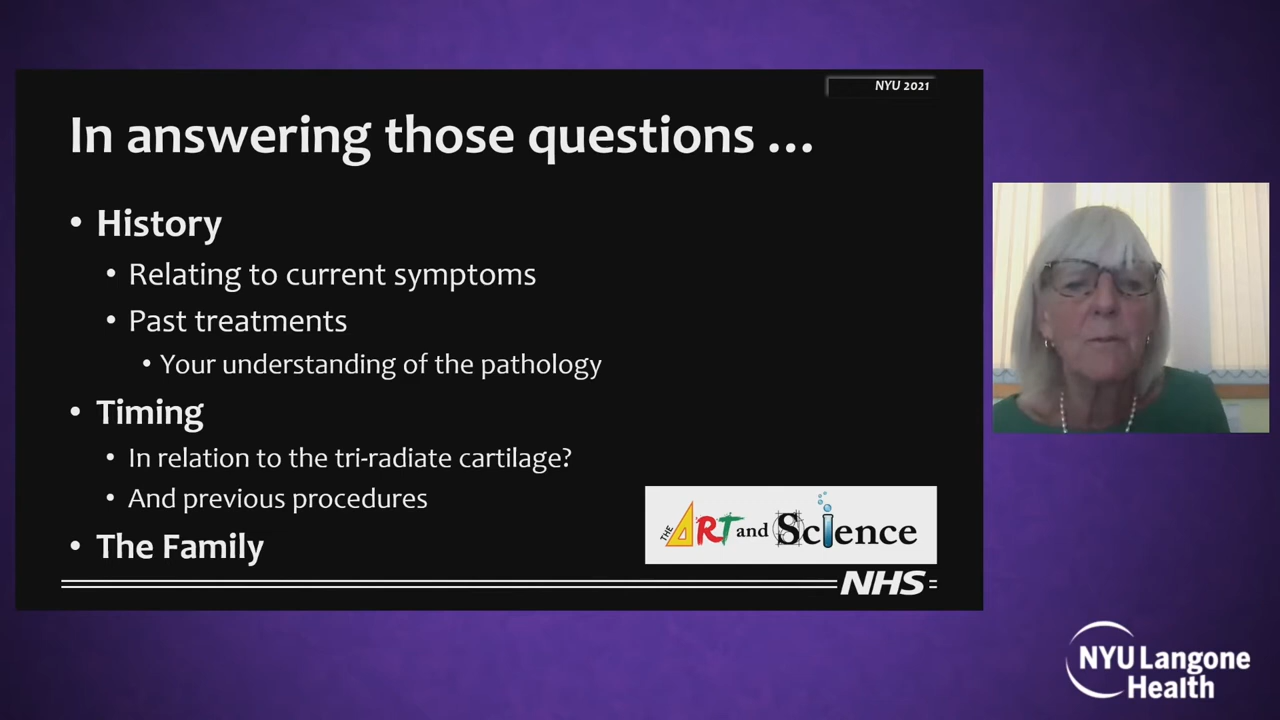 NYU 2021
In answering those questions ...
• History
• Relating to current symptoms
• Past treatments
• Your understanding of the pathology
• Timing
• In relation to the tri-radiate cartilage?
• And previous procedures
• The Family
THE ART and Science
NHS
NYU Langone
Health